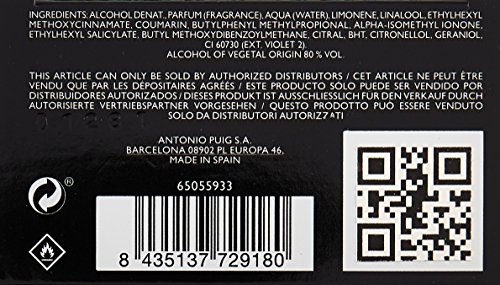 INGREDIENTS: ALCOHOL DENAT., PARFUM (FRAGRANCE), AQUA (WATER), LIMONENE, LINALOOL, ETHYLHEXYL
METHOXYCINNAMATE, COUMARIN, BUTYLPHENYL METHYLPROPIONAL, ALPHA-ISOMETHYL IONONE,
ETHYLHEXYL SALICYLATE, BUTYL METHOXYDIBENZOYLMETHANE, CITRAL, BHT, CITRONELLOL, GERANIOL,
CI 60730 (EXT. VIOLET 2).
ALCOHOL OF VEGETAL ORIGIN 80 % VOL.
THIS ARTICLE CAN ONLY BE SOLD BY AUTHORIZED DISTRIBUTORS / CET ARTICLE NE PEUT ÊTRE
VENDU QUE PAR LES DÉPOSITAIRES AGRÉÉS / ESTE PRODUCTO SÓLO PUEDE SER VENDIDO POR
DISTRIBUIDORES AUTORIZADOS / DIESES PRODUKT IST AUSSCHLIESSLICH FÜR DEN VERKAUF DURCH
AUTORISIERTE VERTRIEBSPARTNER VORGESEHEN / QUESTO PRODOTTO PUÒ ESSERE VENDUTO
SOLO DA DISTRIBUTORI
ANTONIO PUIG S.A.
BARCELONA 08902 PL EUROPA 46.
MADE IN SPAIN
65055933
8 435137 729180